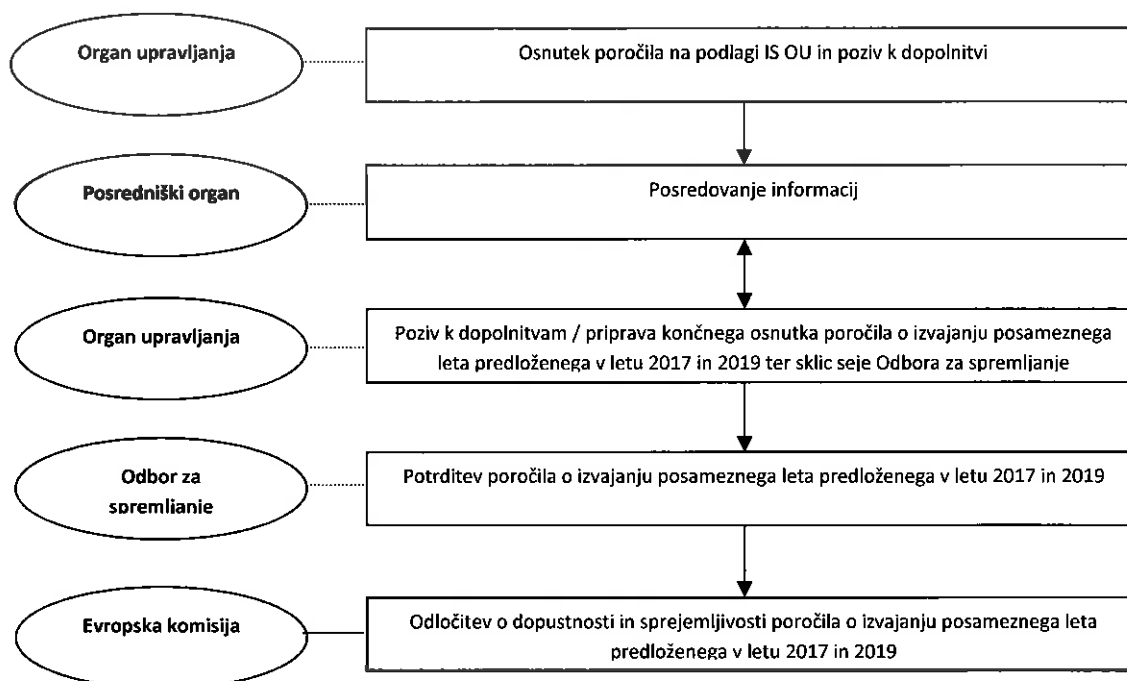 Organ upravljanja
Osnutek poročila na podlagi IS OU in poziv k dopolnitvi
Posredniški organ
Posredovanje informacij
Organ upravljanja
Poziv k dopolnitvam / priprava končnega osnutka poročila o izvajanju posameznega
leta predloženega v letu 2017 in 2019 ter sklic seje Odbora za spremljanje
Odbor za
spremljanje
Potrditev poročila o izvajanju posameznega leta predloženega v letu 2017 in 2019
Evropska komisija
Odločitev o dopustnosti in sprejemljivosti poročila o izvajanju posameznega leta
predloženega v letu 2017 in 2019